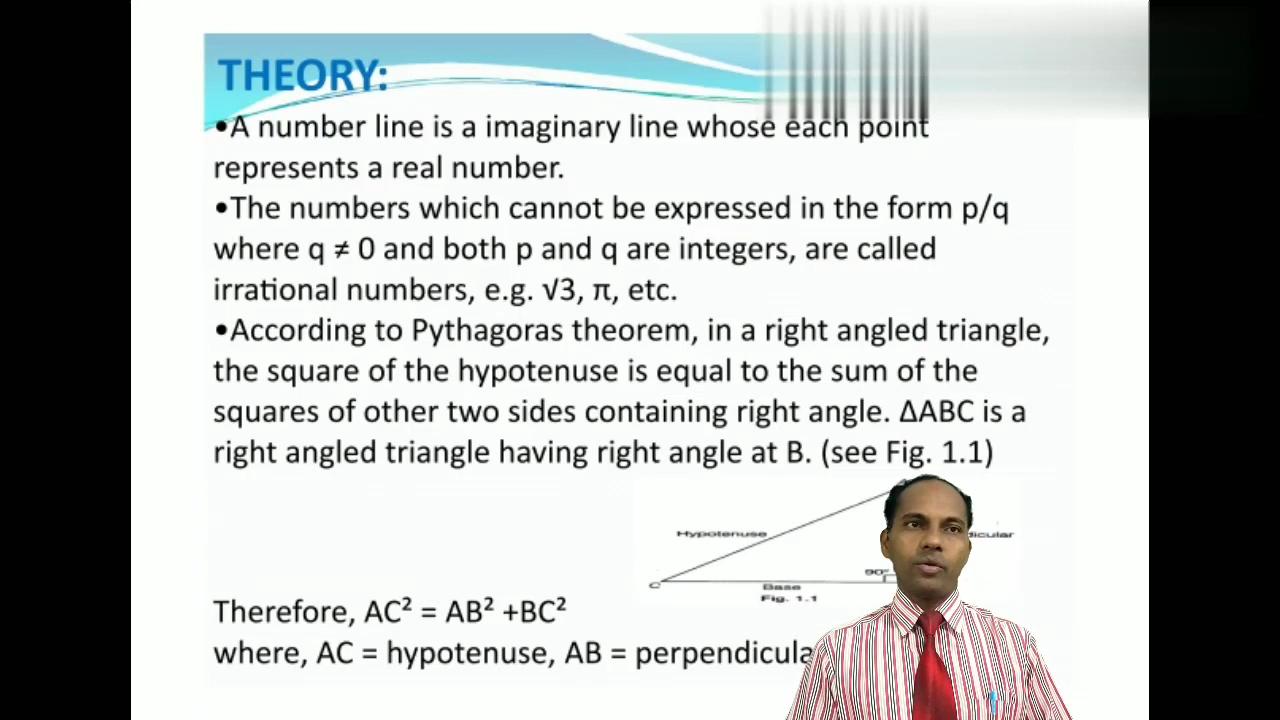 THEORY:
•A number line is a imaginary line whose each point
represents a real number.
•The numbers which cannot be expressed in the form p/q
where q ≠ 0 and both p and q are integers, are called
irrational numbers, e.g. √3, π, etc.
•According to Pythagoras theorem, in a right angled triangle,
the square of the hypotenuse is equal to the sum of the
squares of other two sides containing right angle. ΔABC is a
right angled triangle having right angle at B. (see Fig. 1.1)
Hypotenuse
90°
C
Base
Fig. 1.1
Therefore, AC² = AB² +BC²
where, AC = hypotenuse, AB =